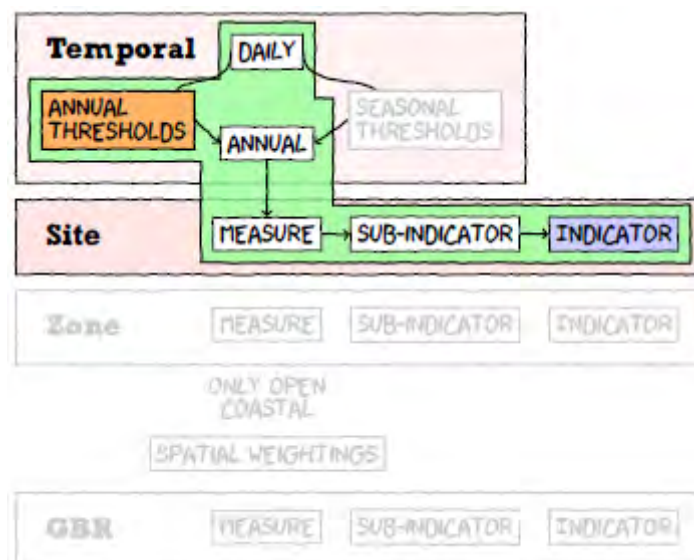 Temporal
DAILY
ANNUAL
THRESHOLDS
SEASONAL
THRESHOLDS
ANNUAL
Site
MEASURE
SUB-INDICATOR
INDICATOR
Zone
MEASURE
SUB-INDICATOR
INDICATOR
ONLY OPEN
COASTAL
SPATIAL WEIGHTINGS
GBR
MEASURE
SUB-INDICATOR
INDICATOR